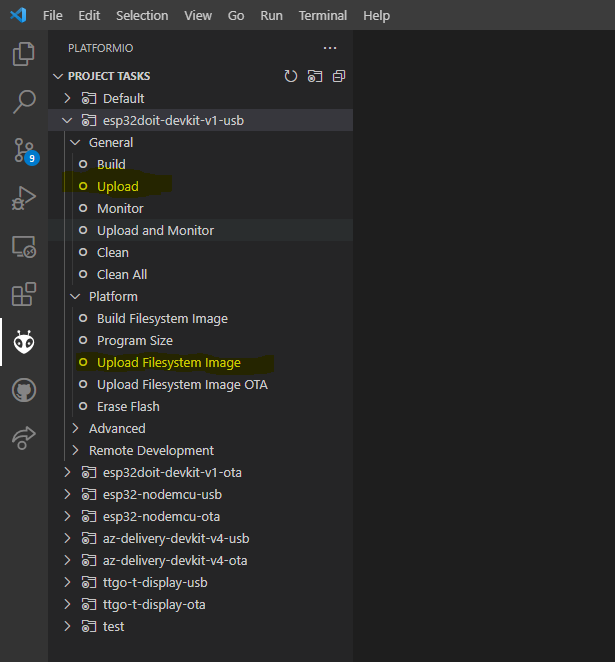 File Edit Selection View Go Run Terminal Help
PLATFORMIO
PROJECT TASKS
Default
esp32doit-devkit-v1-usb
General
Build
9
Upload
Monitor
Upload and Monitor
Clean
Clean All
Platform
Build Filesystem Image
Program Size
Upload Filesystem Image
Upload Filesystem Image OTA
Erase Flash
Advanced
Remote Development
esp32doit-devkit-v1-ota
esp32-nodemcu-usb
esp32-nodemcu-ota
az-delivery-devkit-v4-usb
az-delivery-devkit-v4-ota
ttgo-t-display-usb
ttgo-t-display-ota
test